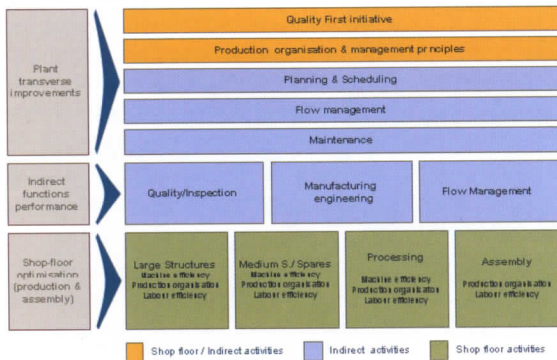 Quality First initiative
Production organisation & management principles
Planning & Scheduling
Flow management
Maintenance
Plant
transverse
improvements
Indirect
functions
performance
Quality/Inspection
Manufacturing
engineering
Flow Management
Shop-floor
optimisation
(production &
assembly)
Large Structures
Machine efficiency
Production organisation
Labour efficiency
Medium S./ Spares
Machine efficiency
Production organisation
Labour efficiency
Processing
Machine efficiency
Production organisation
Labour efficiency
Assembly
Production organisation
Labour efficiency
Shop floor / Indirect activities
Indirect activities
Shop floor activities